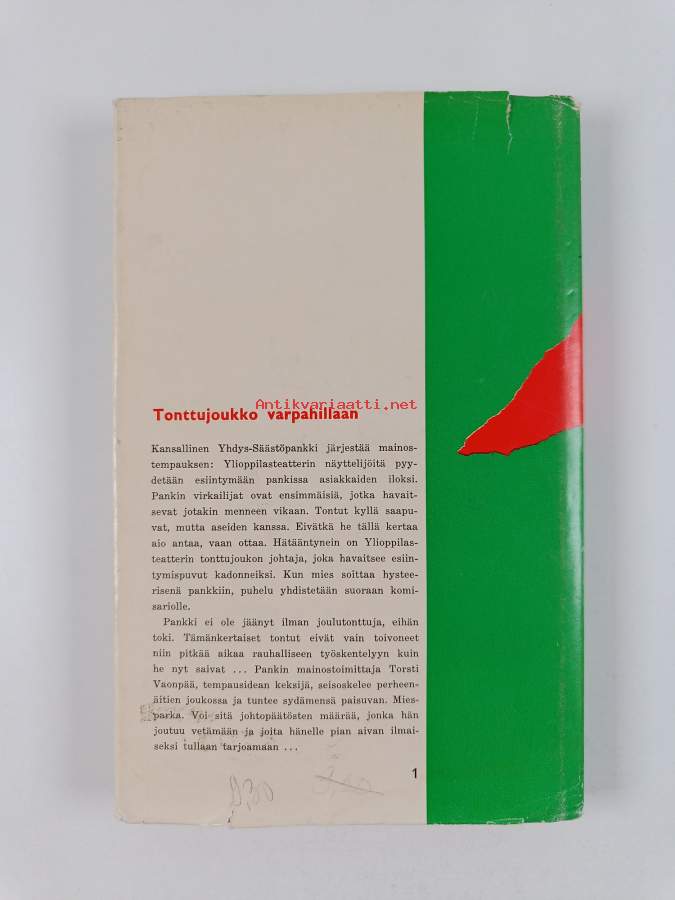 Antikvariaatti.net
Tonttujoukko varpahillaan
Kansallinen Yhdys-Säästöpankki järjestää mainos-
tempauksen: Ylioppilasteatterin näyttelijöitä pyy-
detään esiintymään pankissa asiakkaiden iloksi.
Pankin virkailijat ovat ensimmäisiä, jotka havait-
sevat jotakin menneen vikaan. Tontut kyllä saapu-
vat, mutta aseiden kanssa. Eivätkä he tällä kertaa
aio antaa, vaan ottaa. Hätääntynein on Ylioppilas-
teatterin tonttujoukon johtaja, joka havaitsee esiin-
tymispuvut kadonneiksi. Kun mies soittaa hystee-
risenä pankkiin, puhelu yhdistetään suoraan komi-
sariolle.
Pankki ei ole jäänyt ilman joulutonttuja, eihän
toki. Tämänkertaiset tontut eivät vain toivoneet
niin pitkää aikaa rauhalliseen työskentelyyn kuin
he nyt saivat ... Pankin mainostoimittaja Torsti
Vaonpää, tempausidean keksijä, seisoskelee perheen-
äitien joukossa ja tuntee sydämensä paisuvan. Mies-
parka. Voi sitä johtopäätösten määrää, jonka hän
joutuu vetämään ja joita hänelle pian aivan ilmai-
seksi tullaan tarjoamaan ...
1